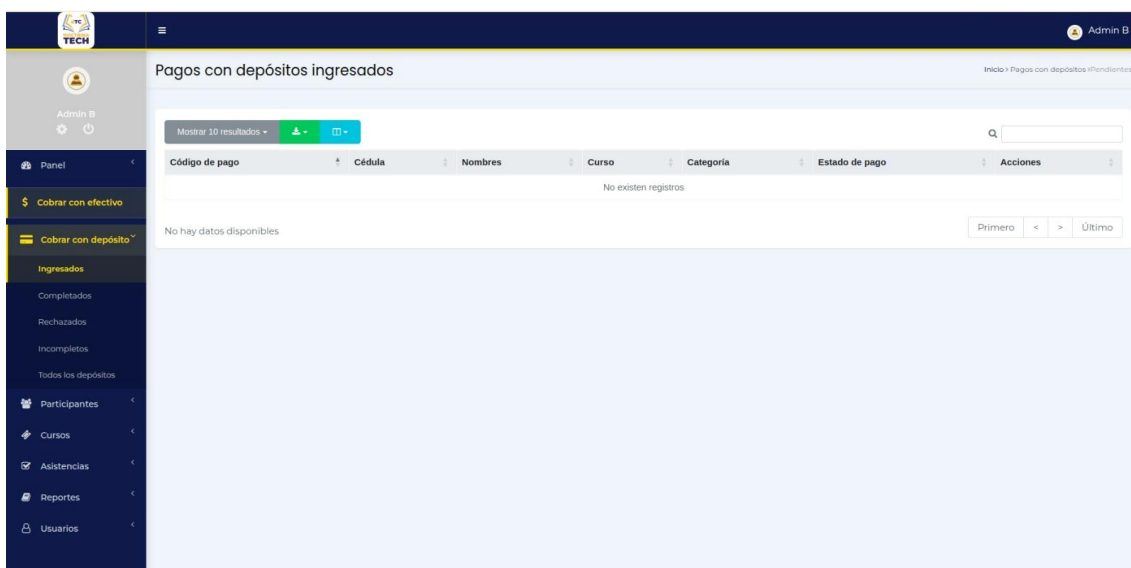 TECH
Admin B
Pagos con depósitos ingresados
Inicio > Pagos con depósitos >Pendientes
Admin B
Mostrar 10 resultados
Código de pago Cédula Nombres Curso Categoría Estado de pago Acciones
No existen registros
No hay datos disponibles
Primero < > Último
Panel
$ Cobrar con efectivo
Cobrar con depósito
Ingresados
Completados
Rechazados
Incompletos
Todos los depósitos
Participantes
Cursos
Asistencias
Reportes
Usuarios